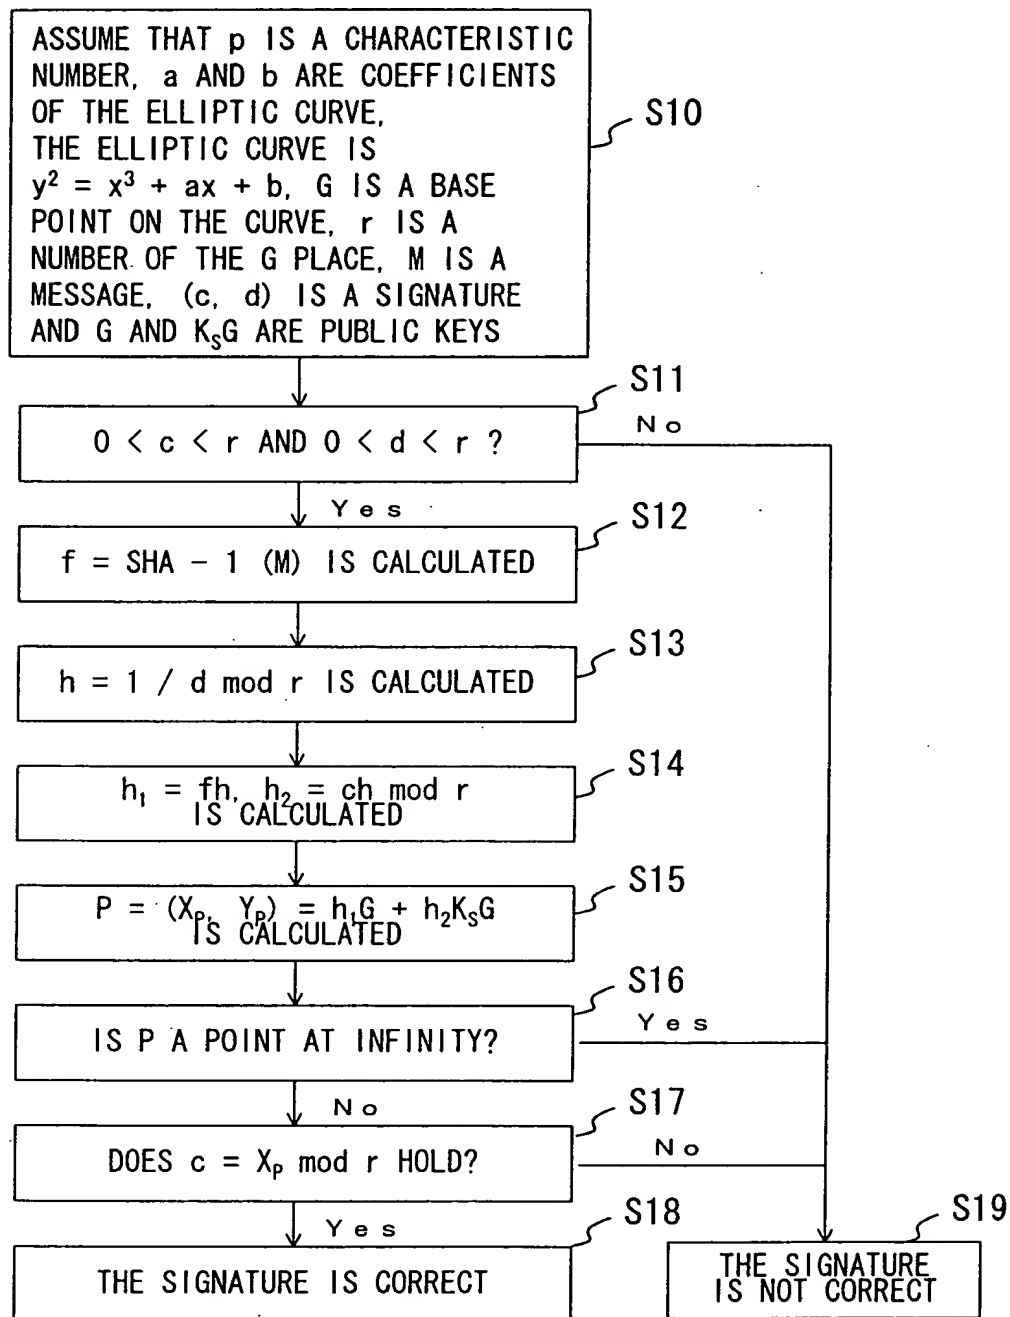 ASSUME THAT p IS A CHARACTERISTIC
NUMBER, a AND b ARE COEFFICIENTS
OF THE ELLIPTIC CURVE,
THE ELLIPTIC CURVE IS
y² = x³ + ax + b, G IS A BASE
POINT ON THE CURVE, r IS A
NUMBER OF THE G PLACE, M IS A
MESSAGE, (c, d) IS A SIGNATURE
AND G AND KₛG ARE PUBLIC KEYS
S10
S11
0 < c < r AND 0 < d < r ?
No
Yes
S12
f = SHA - 1 (M) IS CALCULATED
S13
h = 1 / d mod r IS CALCULATED
S14
h₁ = fh, h₂ = ch mod r
IS CALCULATED
S15
P = (Xₚ, Yₚ) = h₁G + h₂KₛG
IS CALCULATED
S16
IS P A POINT AT INFINITY?
Yes
No
S17
DOES c = Xₚ mod r HOLD?
No
Yes
S18
THE SIGNATURE IS CORRECT
S19
THE SIGNATURE
IS NOT CORRECT